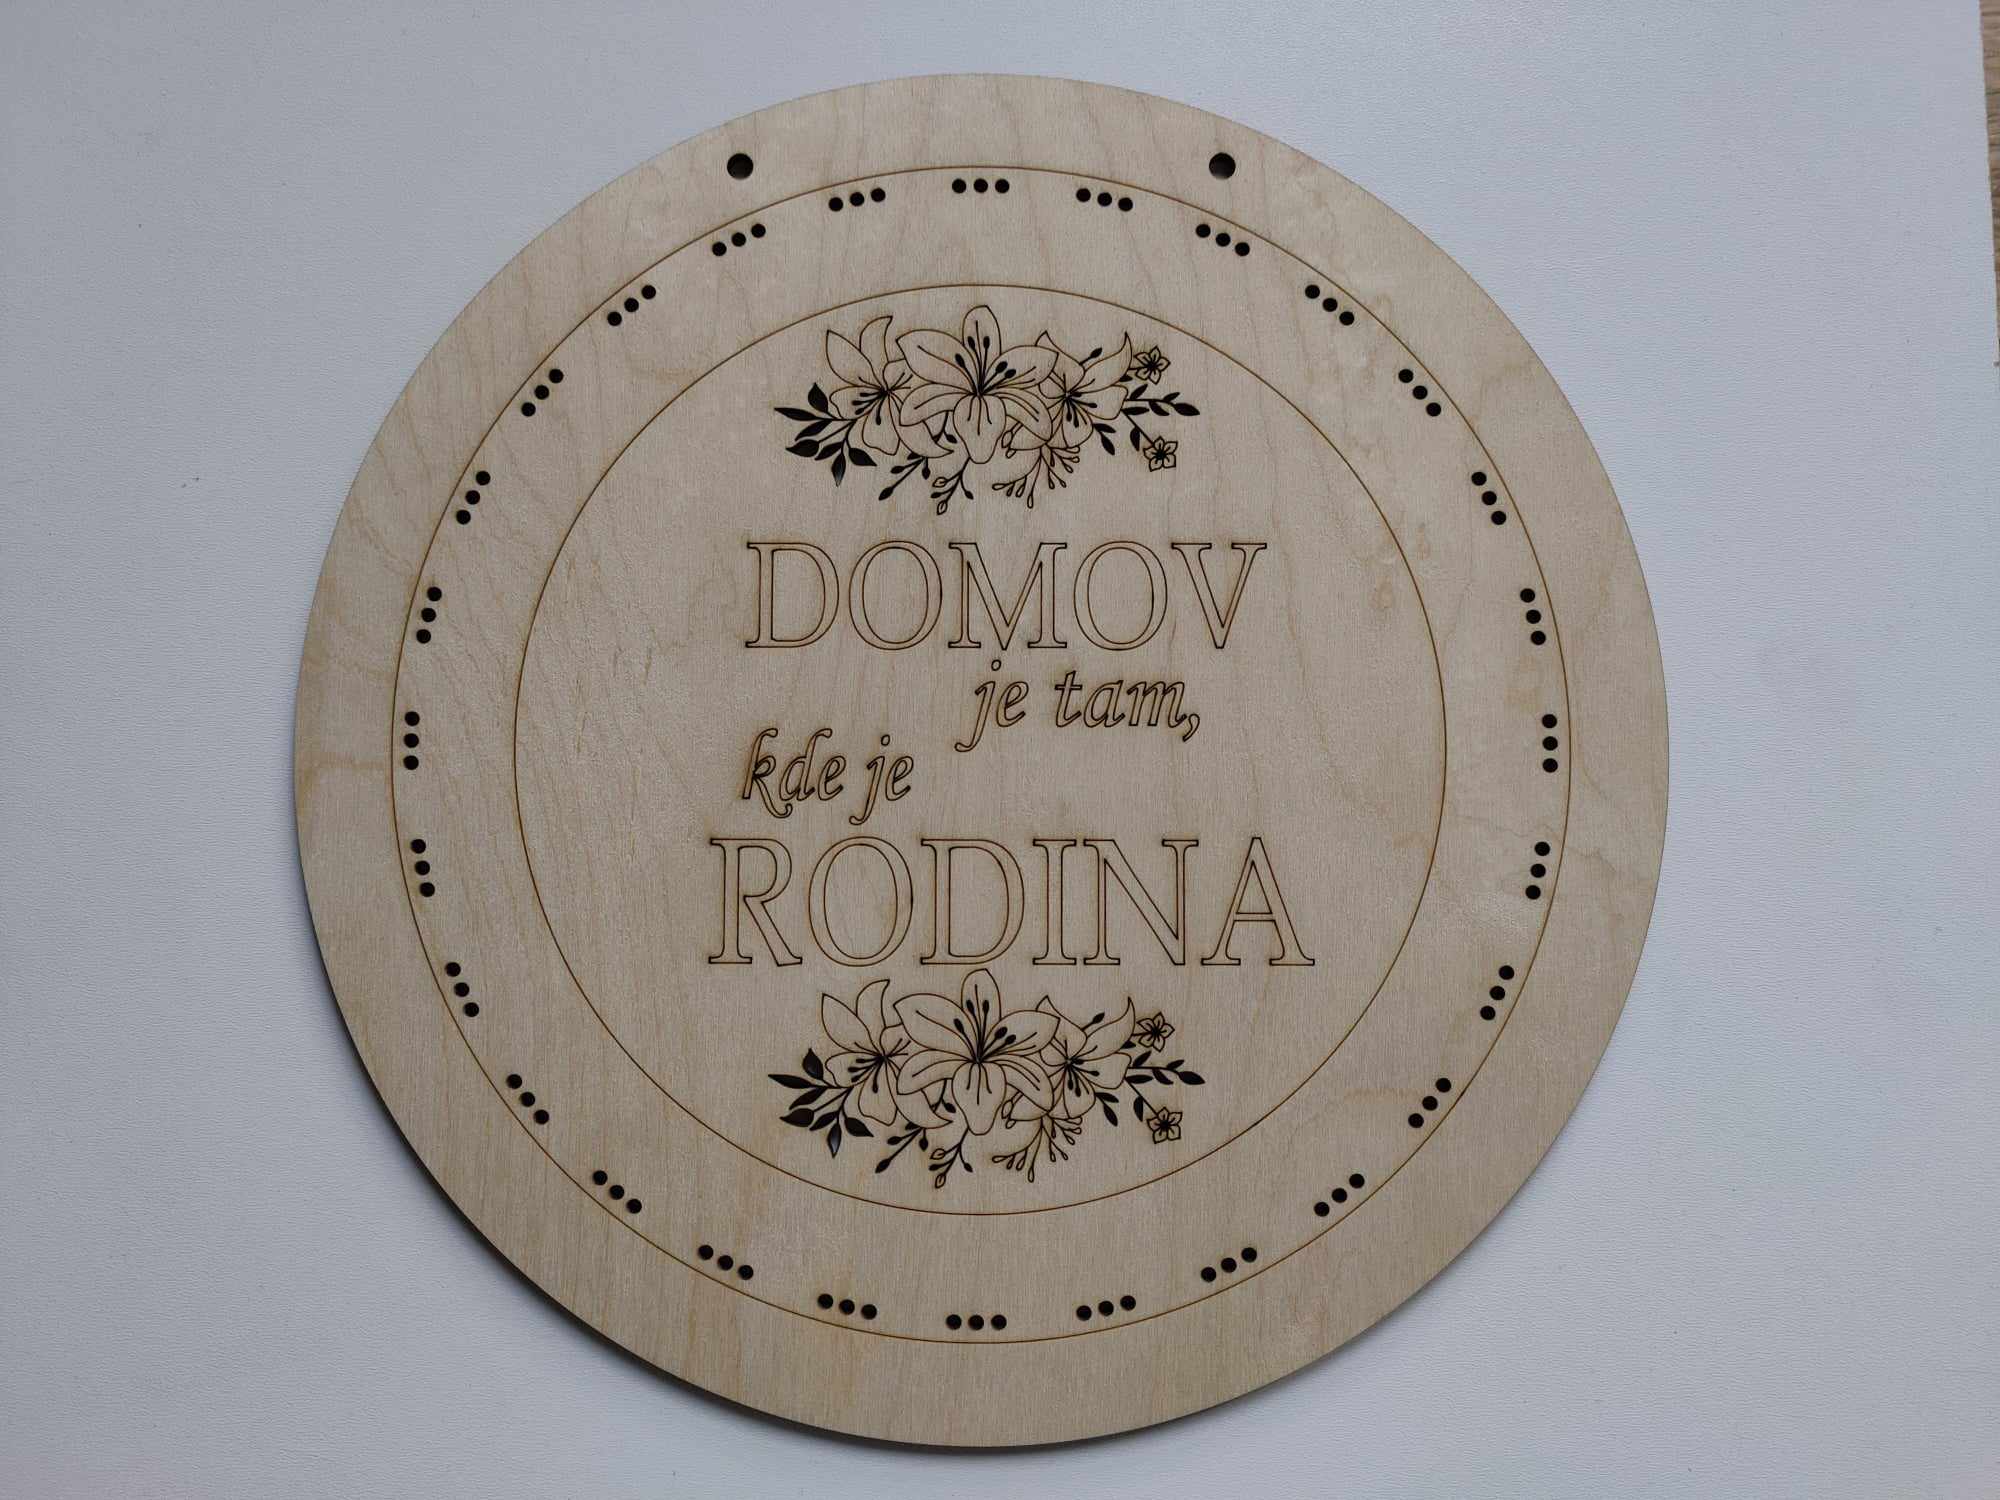 DOMOV
je tam,
kde je
RODINA